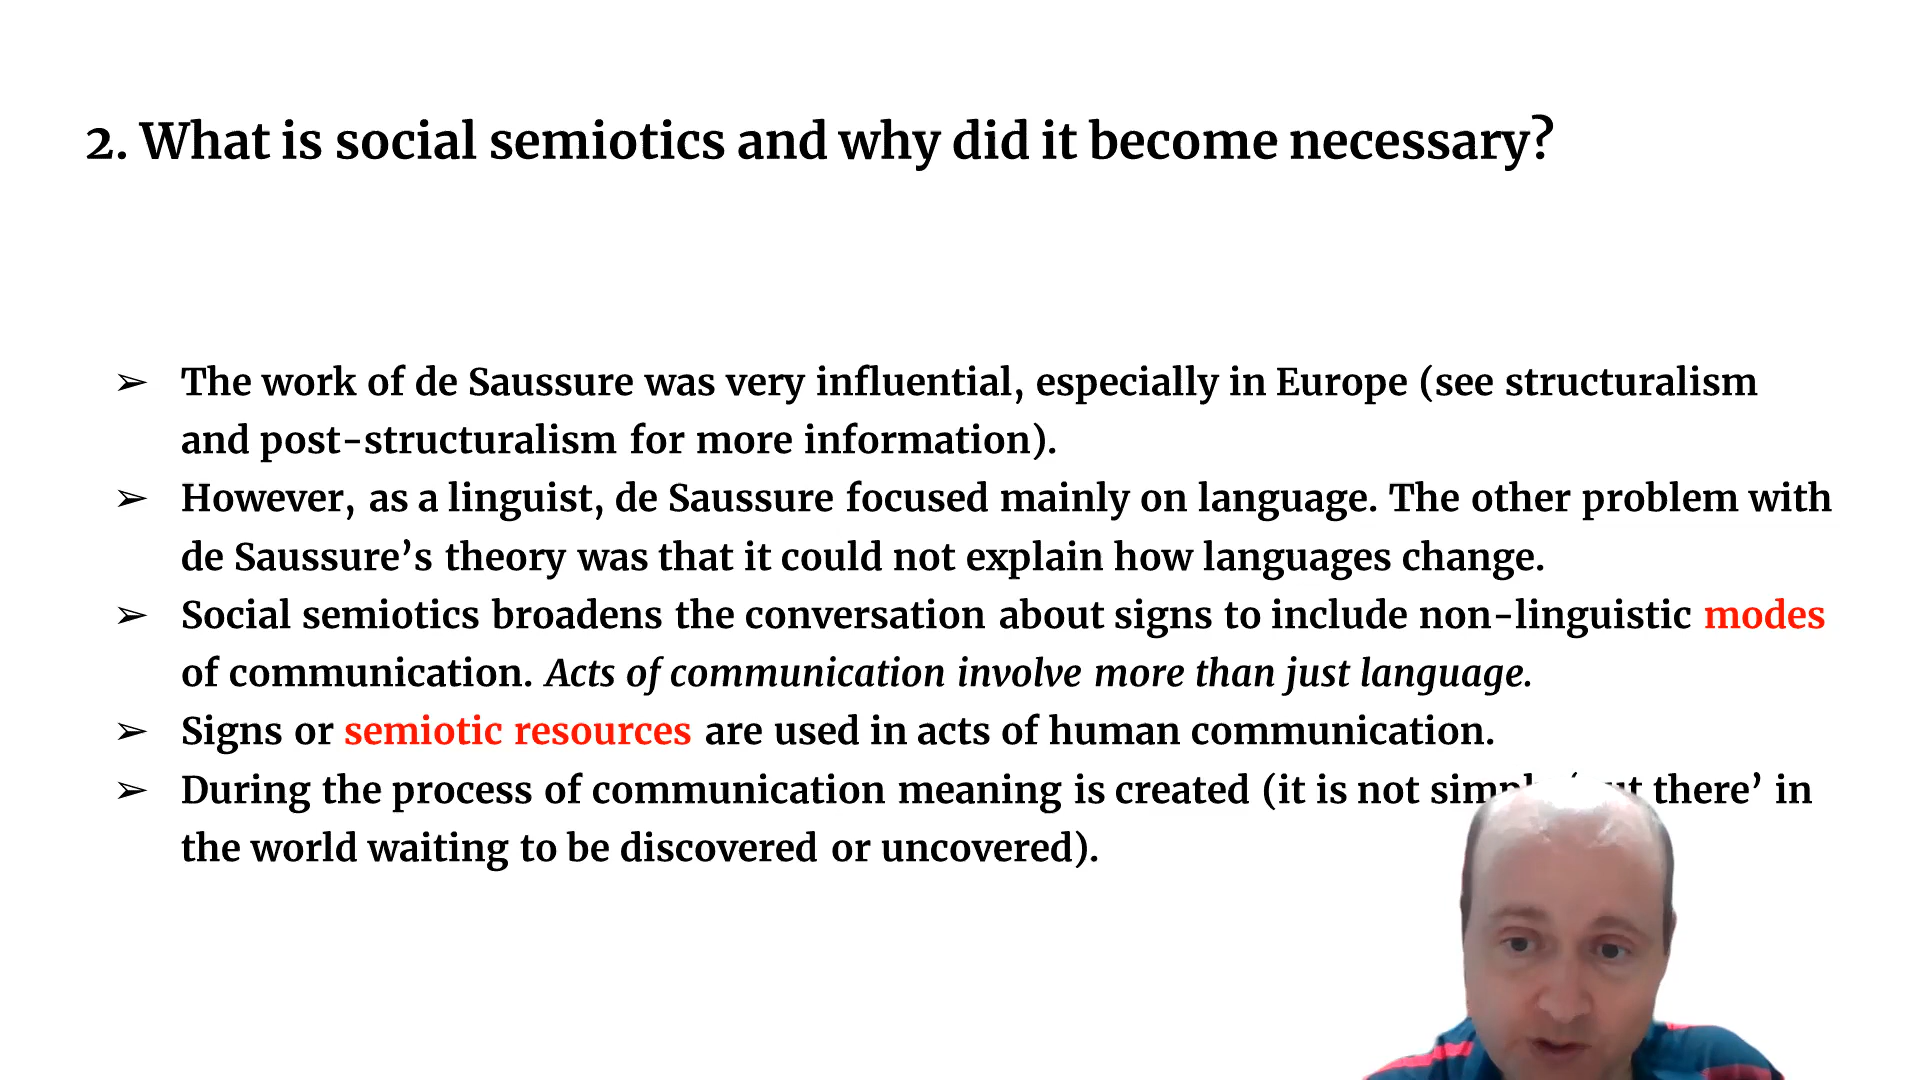 2. What is social semiotics and why did it become necessary?
➢ The work of de Saussure was very influential, especially in Europe (see structuralism
and post-structuralism for more information).
➢ However, as a linguist, de Saussure focused mainly on language. The other problem with
de Saussure’s theory was that it could not explain how languages change.
➢ Social semiotics broadens the conversation about signs to include non-linguistic modes
of communication. Acts of communication involve more than just language.
➢ Signs or semiotic resources are used in acts of human communication.
➢ During the process of communication meaning is created (it is not there’ in
the world waiting to be discovered or uncovered).